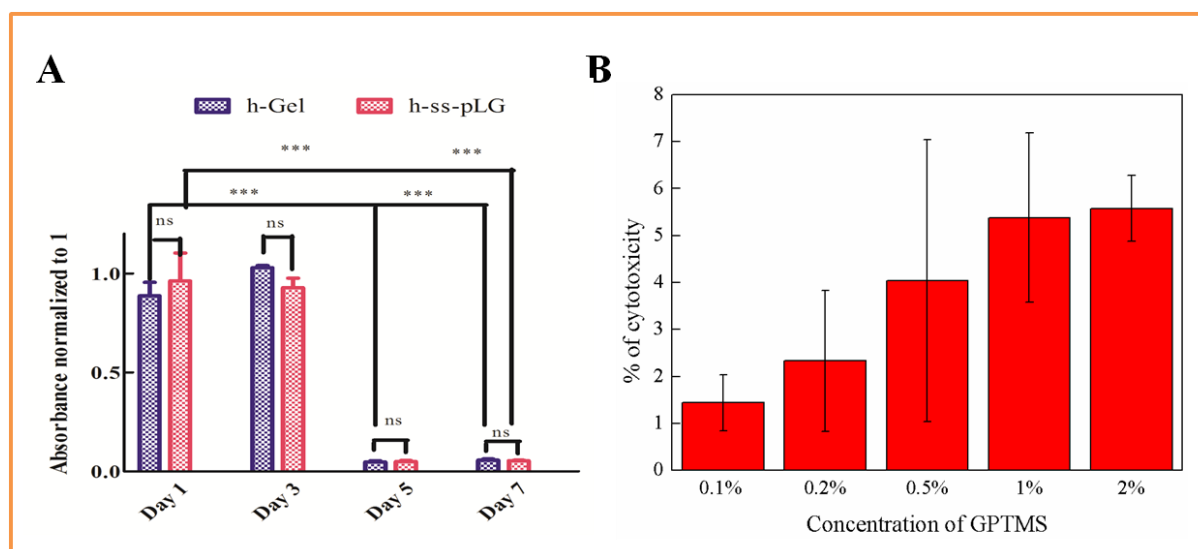 A
h-Gel
h-ss-pLG
***
***
***
***
ns
ns
ns
ns
Absorbance normalized to 1
1.0
0.5
0.0
Day 1
Day 3
Day 5
Day 7
B
% of cytotoxicity
8
7
6
5
4
3
2
1
0
0.1%
0.2%
0.5%
1%
2%
Concentration of GPTMS